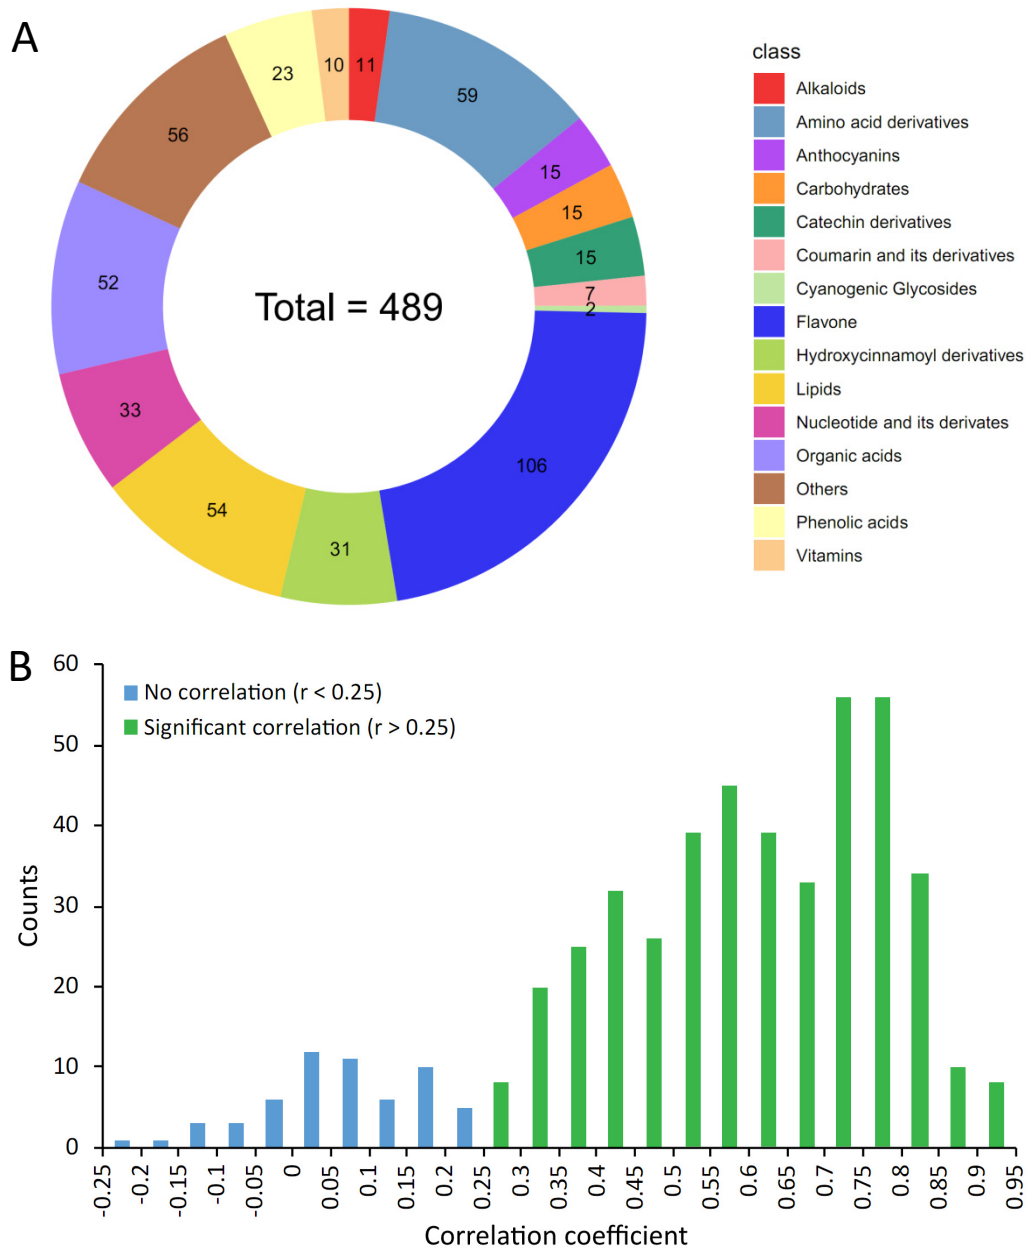 A
10
11
23
59
56
15
15
15
52
7
2
Total = 489
33
106
54
31
class
Alkaloids
Amino acid derivatives
Anthocyanins
Carbohydrates
Catechin derivatives
Coumarin and its derivatives
Cyanogenic Glycosides
Flavone
Hydroxycinnamoyl derivatives
Lipids
Nucleotide and its derivates
Organic acids
Others
Phenolic acids
Vitamins
B
No correlation (r < 0.25)
Significant correlation (r > 0.25)
Counts
60
50
40
30
20
10
0
-0.25
-0.2
-0.15
-0.1
-0.05
0
0.05
0.1
0.15
0.2
0.25
0.3
0.35
0.4
0.45
0.5
0.55
0.6
0.65
0.7
0.75
0.8
0.85
0.9
0.95
Correlation coefficient